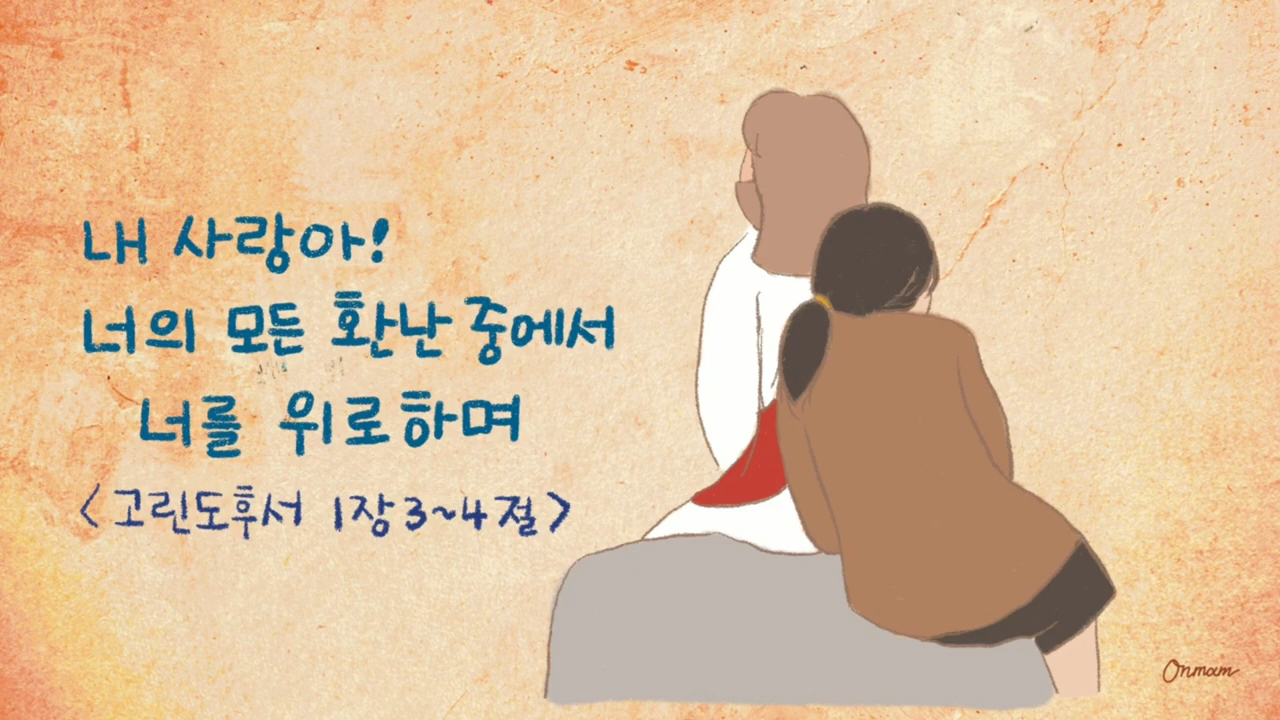 내 사랑아!
너의 모든 환난 중에서
너를 위로하며
<고린도후서 1장 3~4절>
Onmam